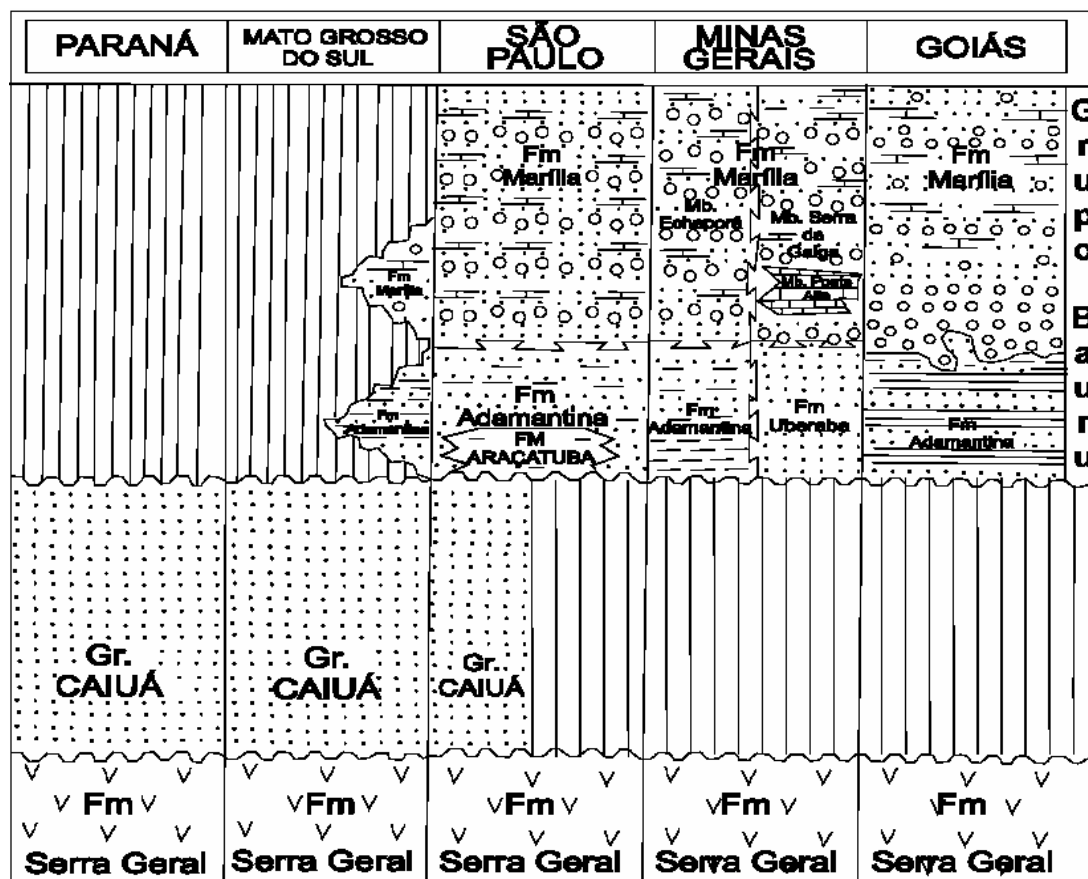 PARANÁ
MATO GROSSO
DO SUL
SÃO
PAULO
MINAS
GERAIS
GOIÁS
Fm
Marília
Fm
Marília
Fm
Marília
Mb.
Echaporã
Mb. Serra
da
Galga
Mb. Ponte
Alta
Fm
Marília
Fm
Adamantina
Fm
Adamantina
FM
ARAÇATUBA
Fm
Adamantina
Fm
Uberaba
Fm
Adamantina
G
r
u
p
o
B
a
u
r
u
Gr.
CAIUÁ
Gr.
CAIUÁ
Gr.
CAIUÁ
Fm
Serra Geral
Fm
Serra Geral
Fm
Serra Geral
Fm
Serra Geral
Fm
Serra Geral